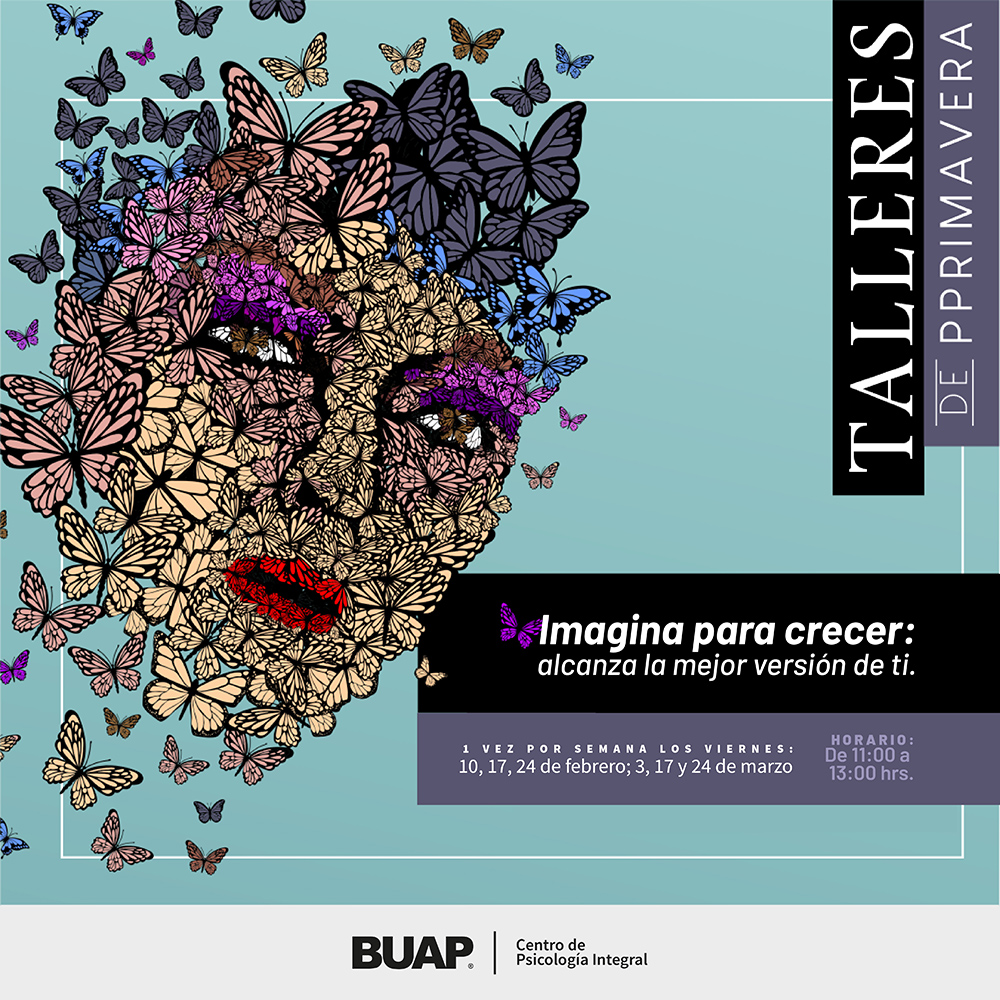 TALLERES
DE PPRIMAVERA
Imagina para crecer:
alcanza la mejor versión de ti.
1 VEZ POR SEMANA LOS VIERNES:
10, 17, 24 de febrero; 3, 17 y 24 de marzo
HORARIO:
De 11:00 a
13:00 hrs.
BUAP®
Centro de
Psicología Integral